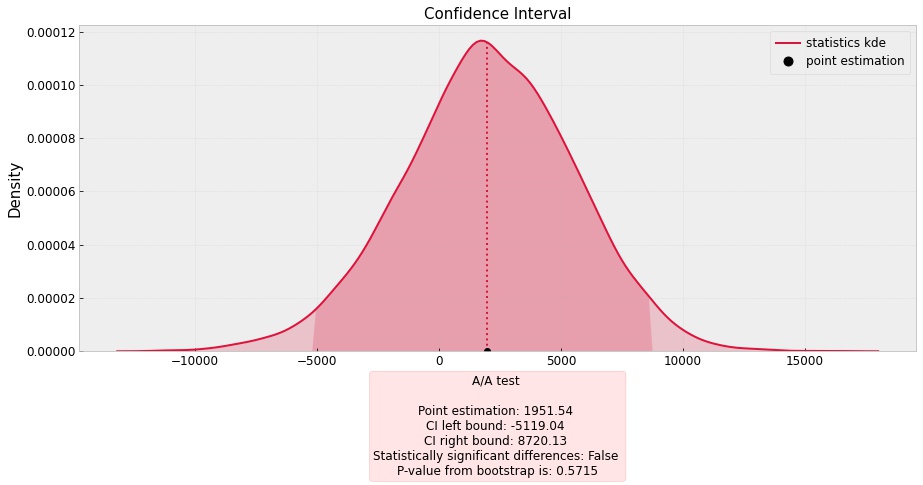 Confidence Interval
0.00012
0.00010
0.00008
0.00006
0.00004
0.00002
0.00000
Density
statistics kde
point estimation
−10000 −5000 0 5000 10000 15000
A/A test
Point estimation: 1951.54
CI left bound: -5119.04
CI right bound: 8720.13
Statistically significant differences: False
P-value from bootstrap is: 0.5715